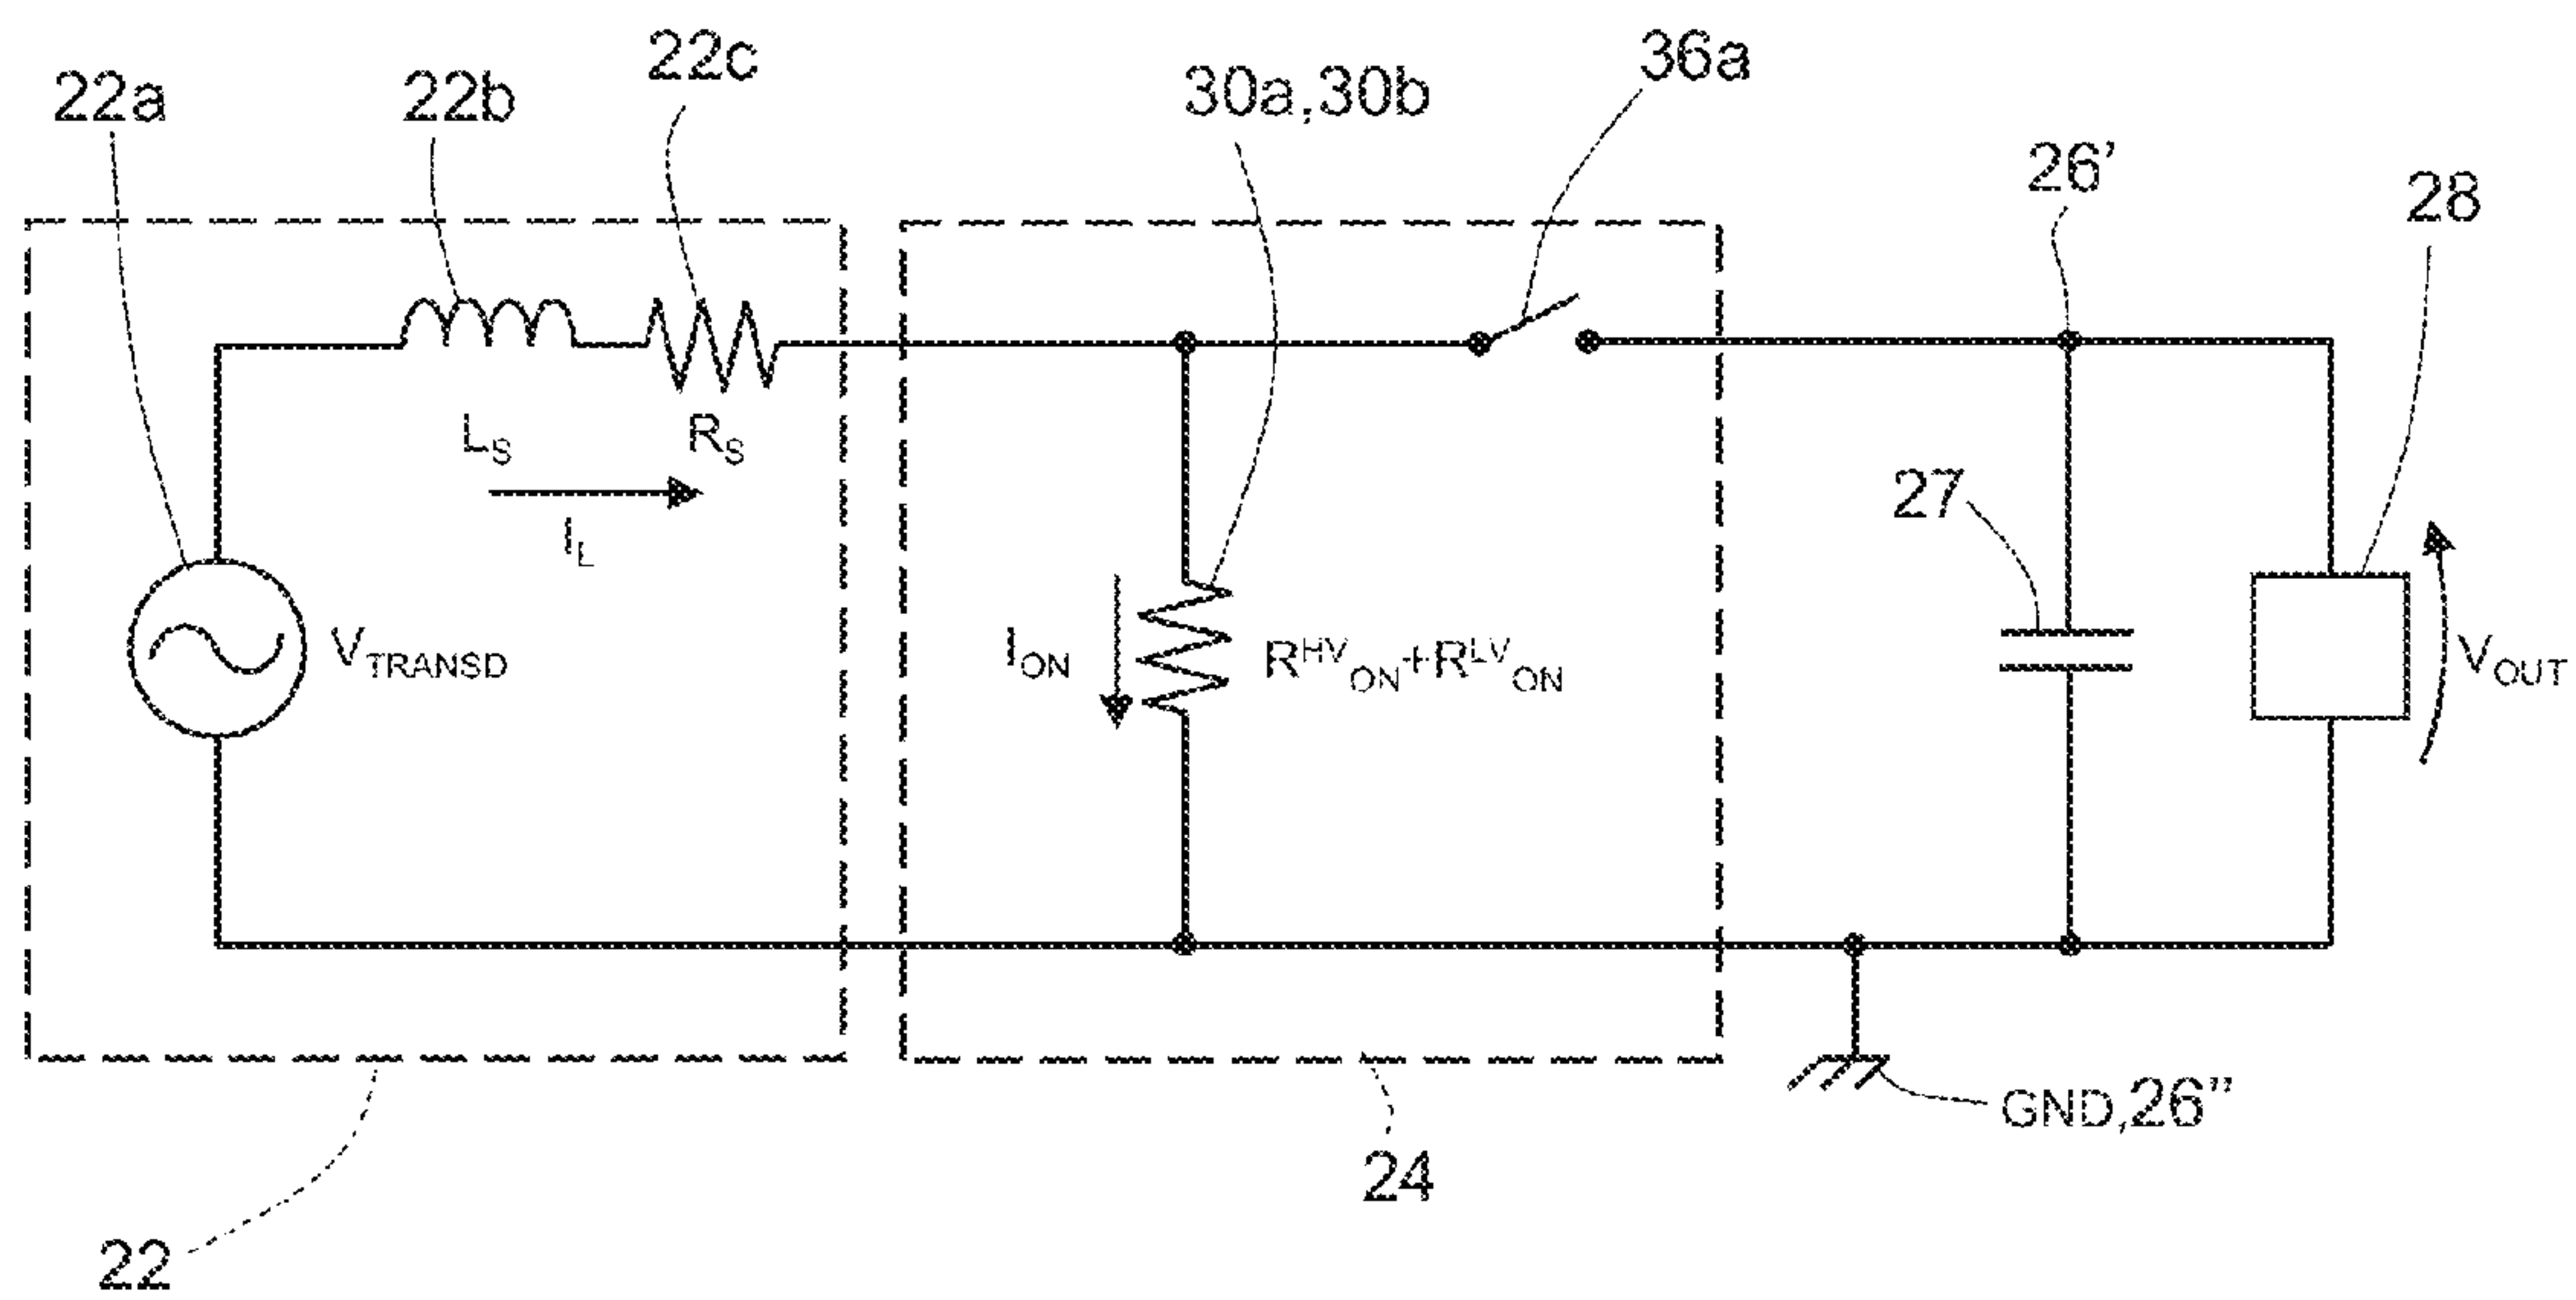 22a
22b
22c
30a,30b
36a
26’
28
L_S
R_S
I_L
27
V_TRANSD
I_ON
R^HV_ON+R^LV_ON
V_OUT
GND,26”
24
22